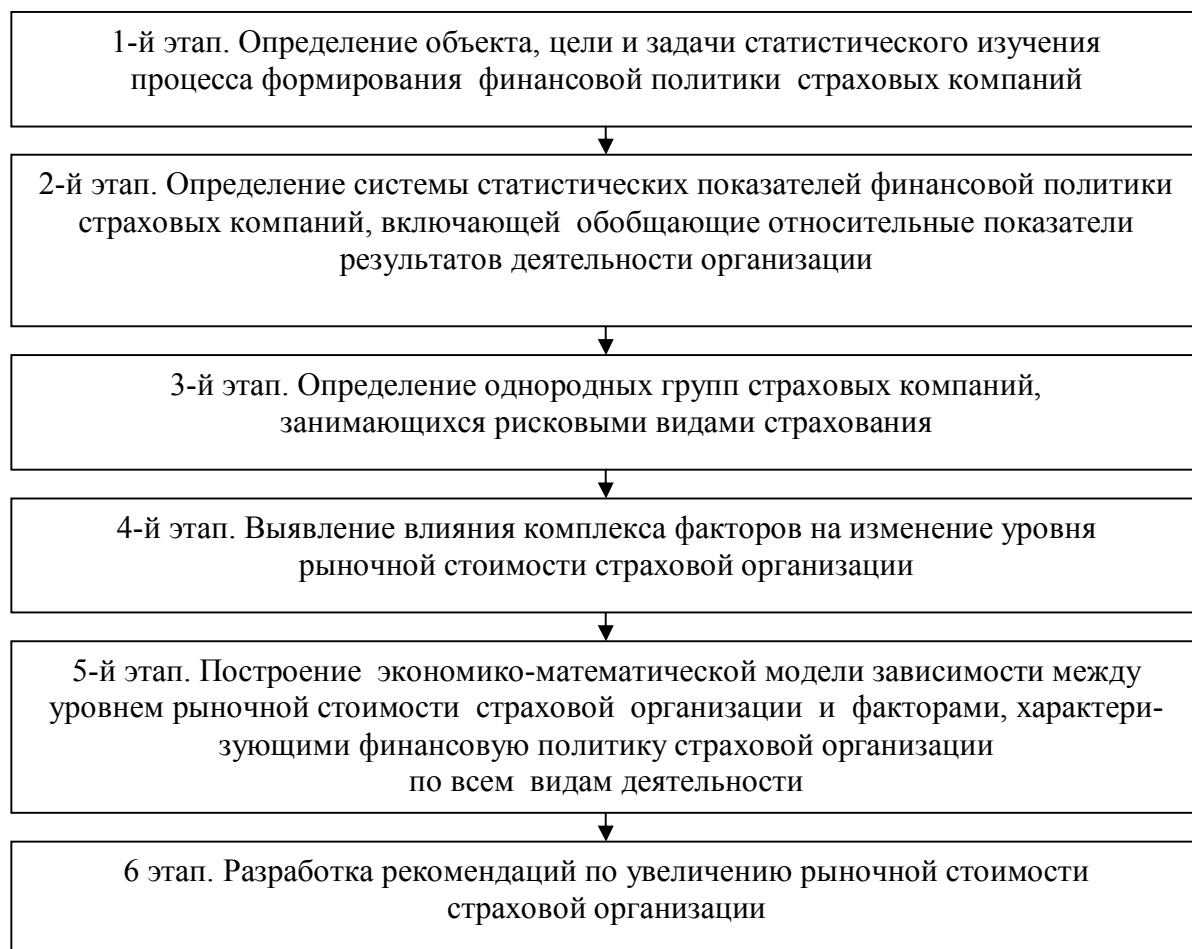 1-й этап. Определение объекта, цели и задачи статистического изучения
процесса формирования финансовой политики страховых компаний
2-й этап. Определение системы статистических показателей финансовой политики
страховых компаний, включающей обобщающие относительные показатели
результатов деятельности организации
3-й этап. Определение однородных групп страховых компаний,
занимающихся рисковыми видами страхования
4-й этап. Выявление влияния комплекса факторов на изменение уровня
рыночной стоимости страховой организации
5-й этап. Построение экономико-математической модели зависимости между
уровнем рыночной стоимости страховой организации и факторами, характери-
зующими финансовую политику страховой организации
по всем видам деятельности
6 этап. Разработка рекомендаций по увеличению рыночной стоимости
страховой организации